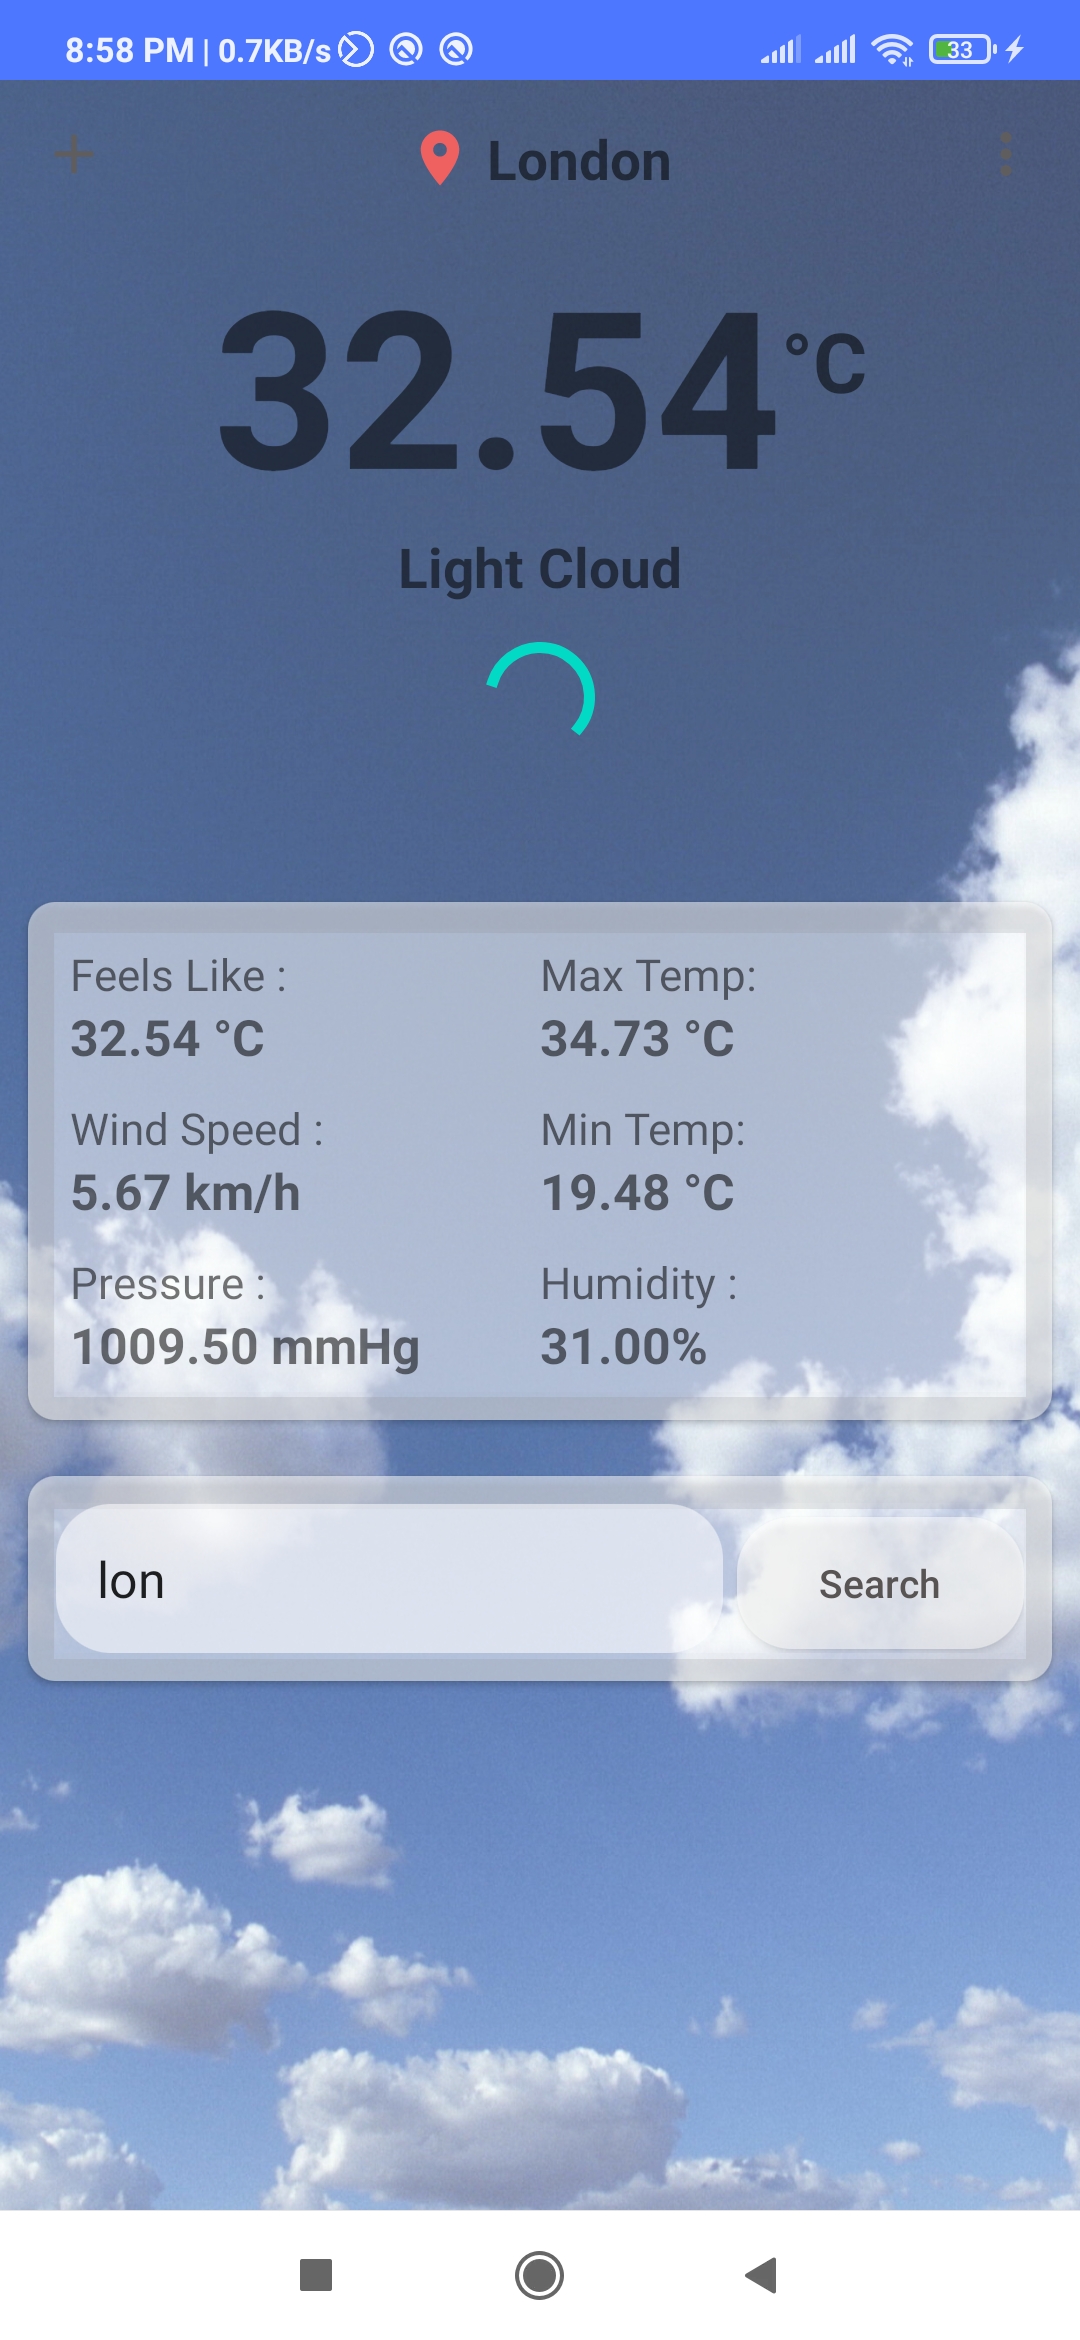 8:58 PM | 0.7KB/s
33
London
32.54 °C
Light Cloud
Feels Like :
32.54 °C
Max Temp:
34.73 °C
Wind Speed :
5.67 km/h
Min Temp:
19.48 °C
Pressure :
1009.50 mmHg
Humidity :
31.00%
lon
Search